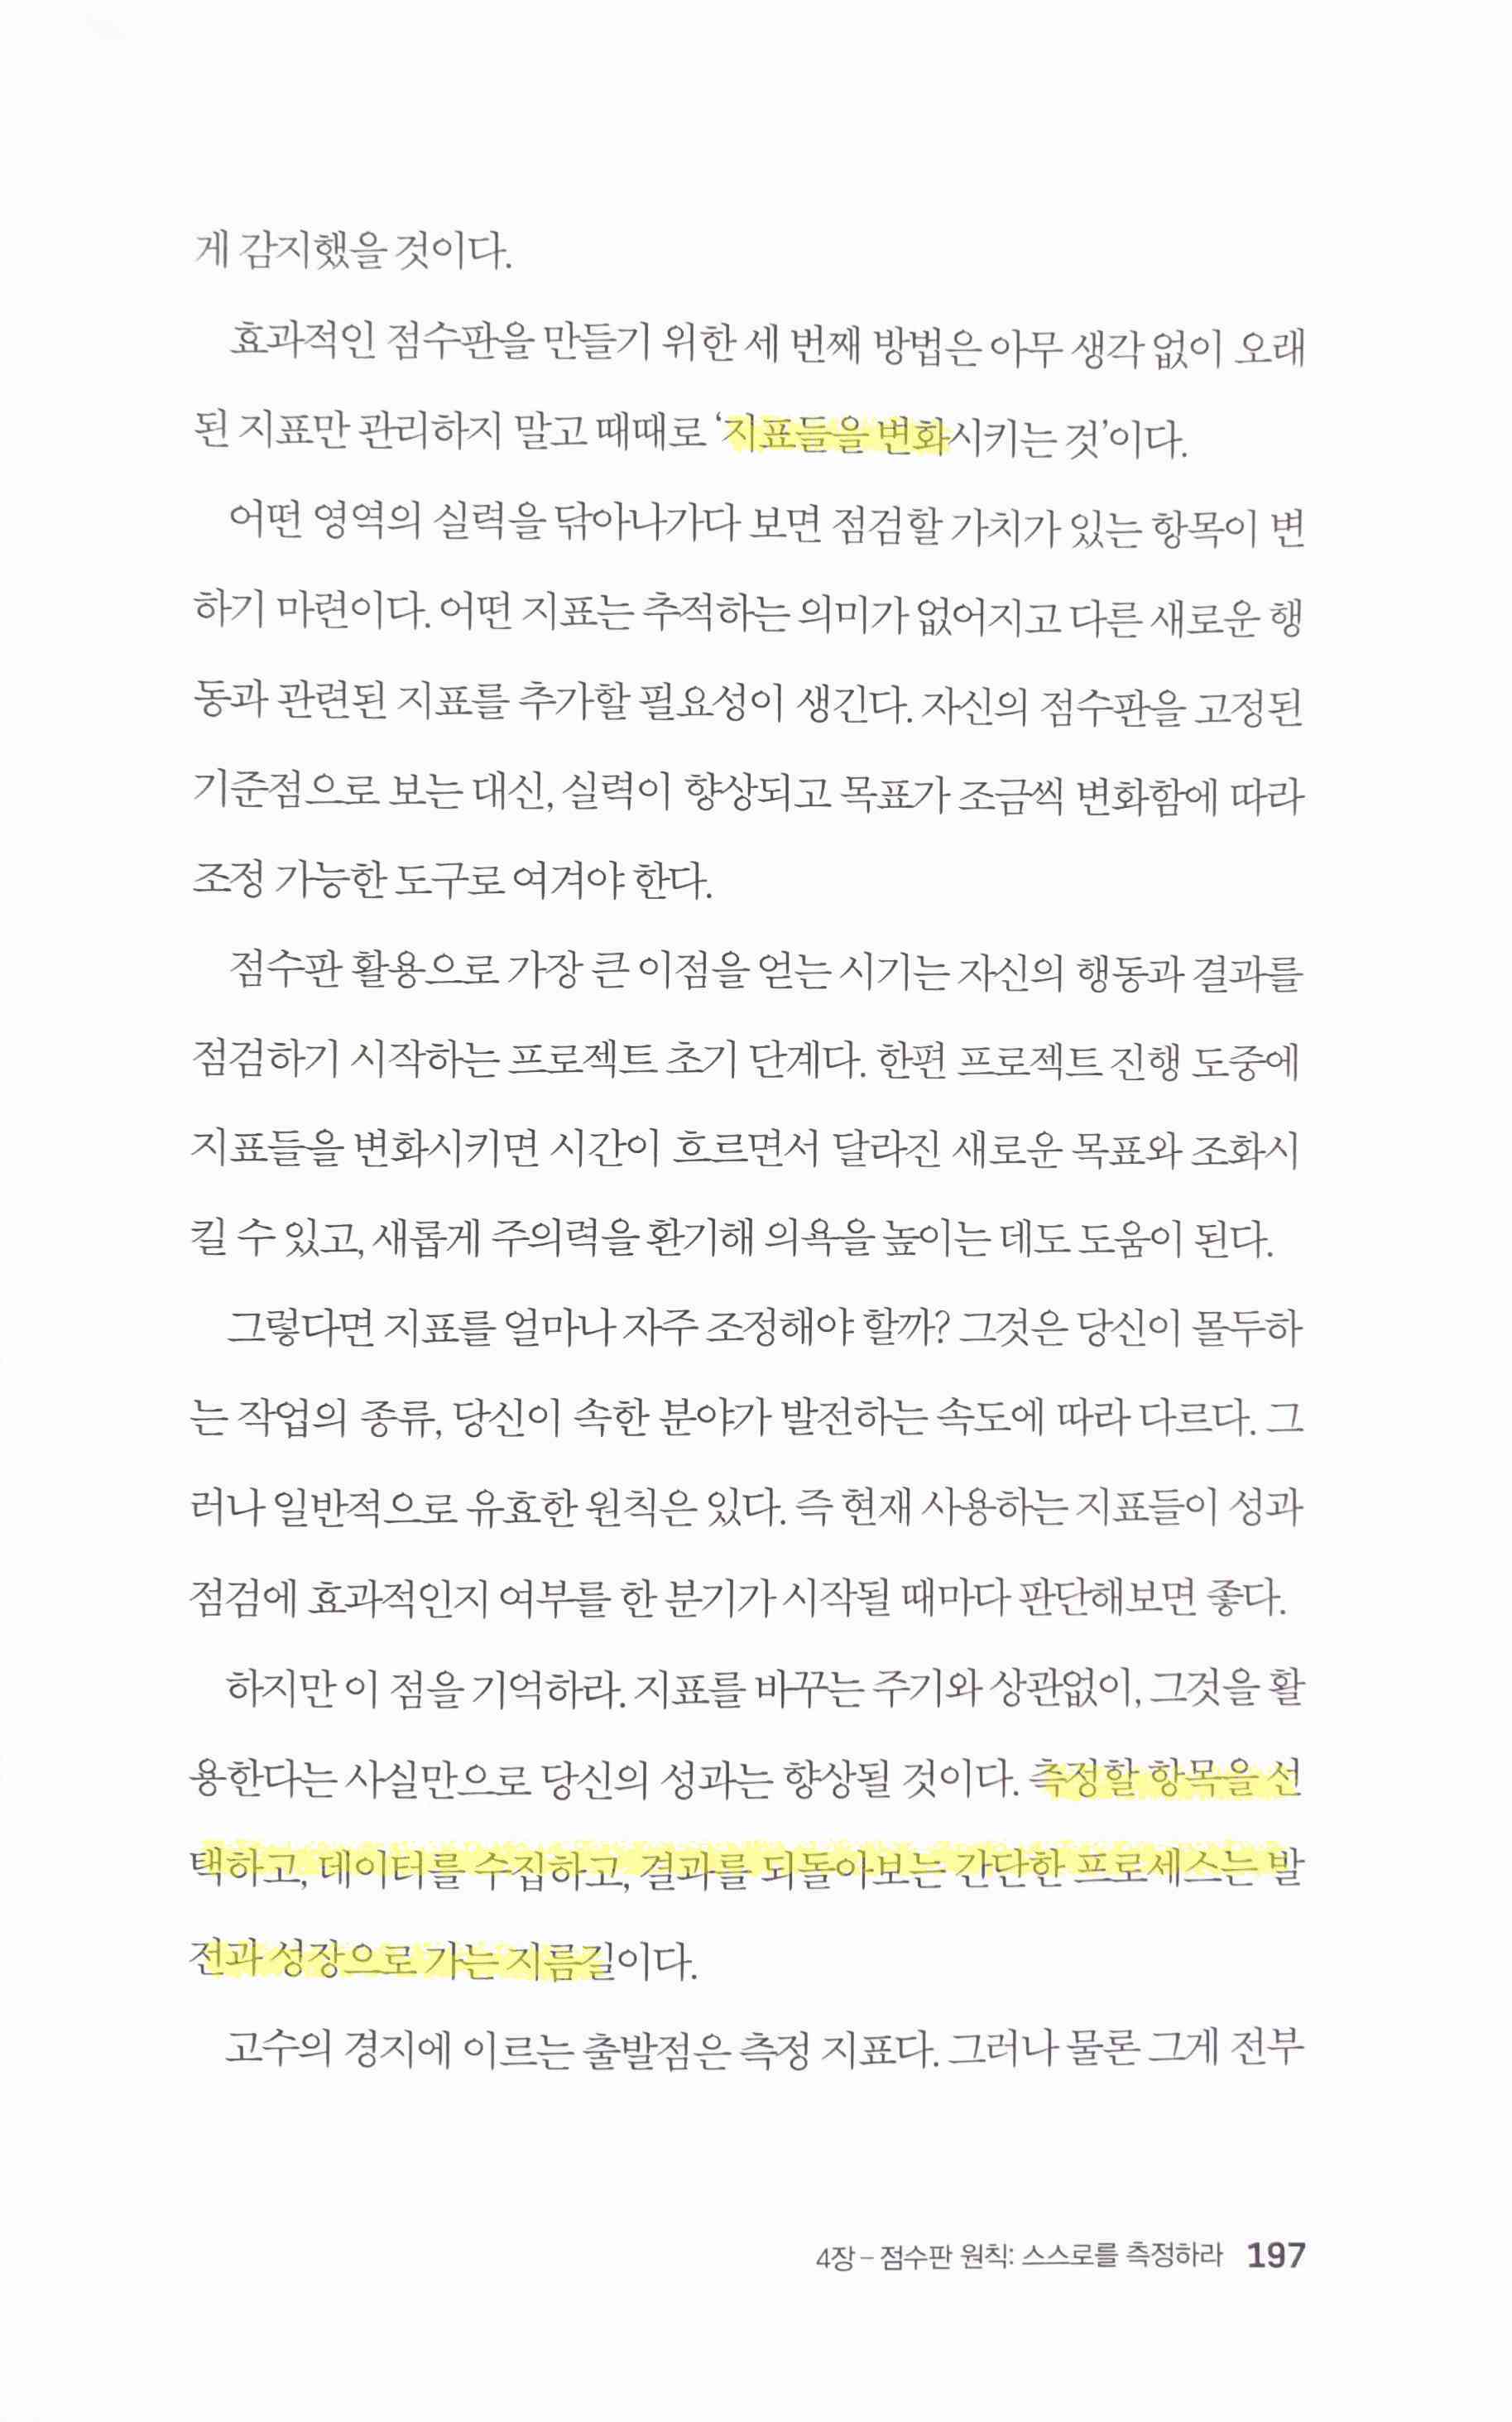 게 감지했을 것이다.
효과적인 점수판을 만들기 위한 세 번째 방법은 아무 생각 없이 오래
된 지표만 관리하지 말고 때때로 ‘지표들을 변화시키는 것’이다.
어떤 영역의 실력을 닦아나가다 보면 점검할 가치가 있는 항목이 변
하기 마련이다. 어떤 지표는 추적하는 의미가 없어지고 다른 새로운 행
동과 관련된 지표를 추가할 필요성이 생긴다. 자신의 점수판을 고정된
기준점으로 보는 대신, 실력이 향상되고 목표가 조금씩 변화함에 따라
조정 가능한 도구로 여겨야 한다.
점수판 활용으로 가장 큰 이점을 얻는 시기는 자신의 행동과 결과를
점검하기 시작하는 프로젝트 초기 단계다. 한편 프로젝트 진행 도중에
지표들을 변화시키면 시간이 흐르면서 달라진 새로운 목표와 조화시
킬 수 있고, 새롭게 주의력을 환기해 의욕을 높이는 데도 도움이 된다.
그렇다면 지표를 얼마나 자주 조정해야 할까? 그것은 당신이 몰두하
는 작업의 종류, 당신이 속한 분야가 발전하는 속도에 따라 다르다. 그
러나 일반적으로 유효한 원칙은 있다. 즉 현재 사용하는 지표들이 성과
점검에 효과적인지 여부를 한 분기가 시작될 때마다 판단해보면 좋다.
하지만 이 점을 기억하라. 지표를 바꾸는 주기와 상관없이, 그것을 활
용한다는 사실만으로 당신의 성과는 향상될 것이다. 측정할 항목을 선
택하고, 데이터를 수집하고, 결과를 되돌아보는 간단한 프로세스는 발
전과 성장으로 가는 지름길이다.
고수의 경지에 이르는 출발점은 측정 지표다. 그러나 물론 그게 전부
4장 – 점수판 원칙: 스스로를 측정하라 197